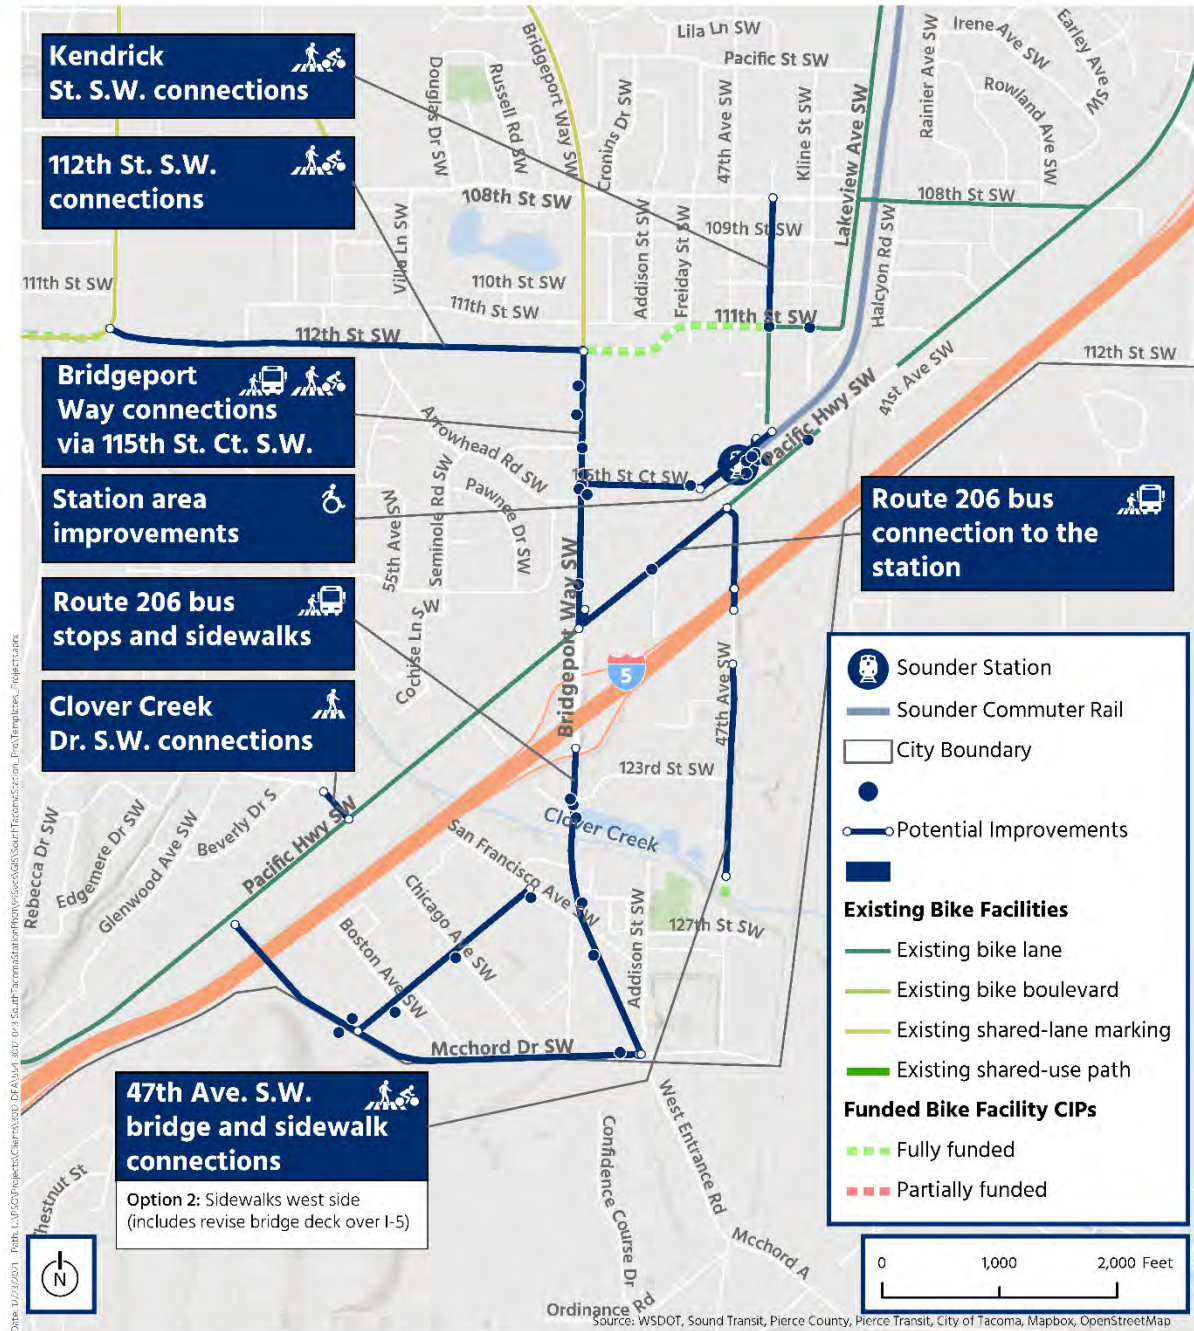 Kendrick
St. S.W. connections
112th St. S.W.
connections
Bridgeport
Way connections
via 115th St. Ct. S.W.
Station area
improvements
Route 206 bus
stops and sidewalks
Clover Creek
Dr. S.W. connections
Route 206 bus
connection to the
station
47th Ave. S.W.
bridge and sidewalk
connections
Option 2: Sidewalks west side
(includes revise bridge deck over I-5)
Lila Ln SW
Pacific St SW
Irene Ave SW
Earley Ave SW
Rainier Ave SW
Rowland Ave SW
Douglas Dr SW
Russell Rd SW
Bridgeport Way SW
Cronins Dr SW
47th Ave SW
Kline St SW
Lakeview Ave SW
108th St SW
108th St SW
109th St SW
Villa Ln SW
Addison St SW
Freiday St SW
Halcyon Rd SW
110th St SW
111th St SW
111th St SW
111th St SW
112th St SW
112th St SW
41st Ave SW
Pacific Hwy SW
Arrowhead Rd SW
115th St Ct SW
Seminole Rd SW
Pawnee Dr SW
55th Ave SW
Cochise Ln SW
Bridgeport Way SW
5
47th Ave SW
123rd St SW
Clover Creek
San Francisco Ave SW
127th St SW
Addison St SW
Chicago Ave SW
Boston Ave SW
Pacific Hwy SW
Beverly Dr S
Glenwood Ave SW
Edgemere Dr SW
Rebecca Dr SW
Mcchord Dr SW
West Entrance Rd
Confidence Course Dr
Mcchord A
Ordinance Rd
Chestnut St
Sounder Station
Sounder Commuter Rail
City Boundary
Potential Improvements
Existing Bike Facilities
Existing bike lane
Existing bike boulevard
Existing shared-lane marking
Existing shared-use path
Funded Bike Facility CIPs
Fully funded
Partially funded
0 1,000 2,000 Feet
N
Source: WSDOT, Sound Transit, Pierce County, Pierce Transit, City of Tacoma, Mapbox, OpenStreetMap